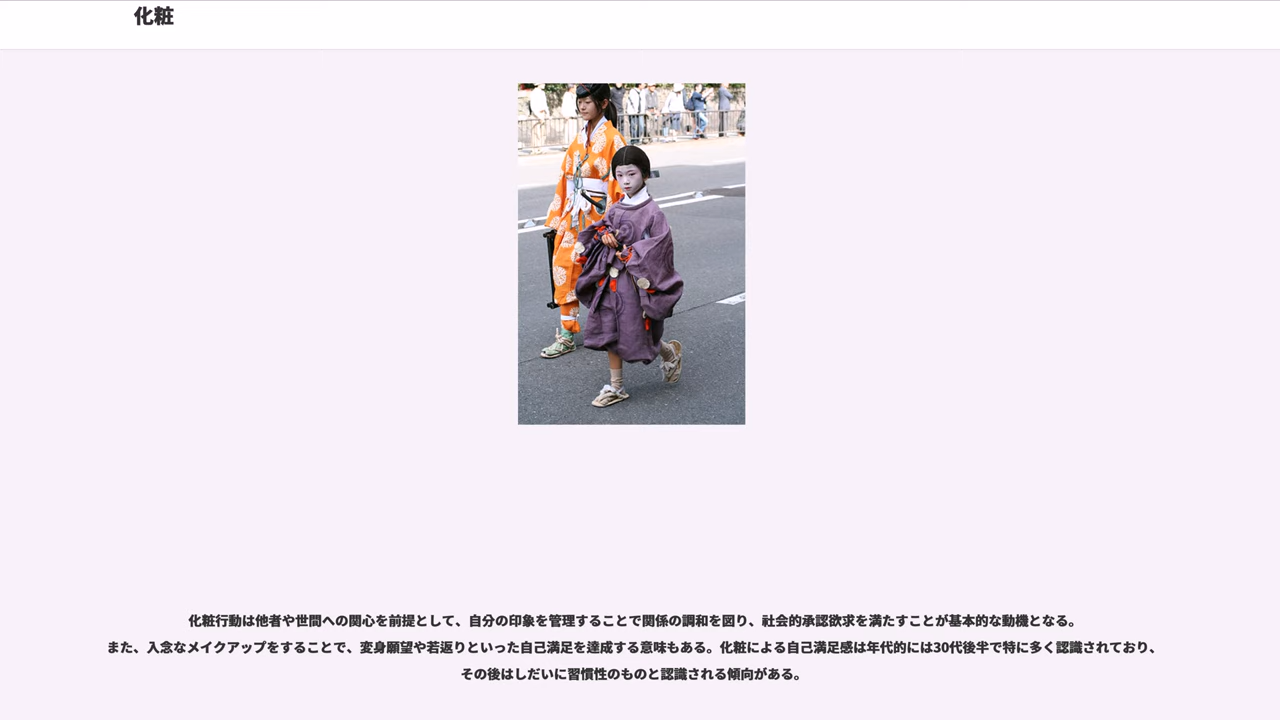 化粧
化粧行動は他者や世間への関心を前提として、自分の印象を管理することで関係の調和を図り、社会的承認欲求を満たすことが基本的な動機となる。
また、入念なメイクアップをすることで、変身願望や若返りといった自己満足を達成する意味もある。化粧による自己満足感は年代的には30代後半で特に多く認識されており、
その後はしだいに習慣性のものと認識される傾向がある。